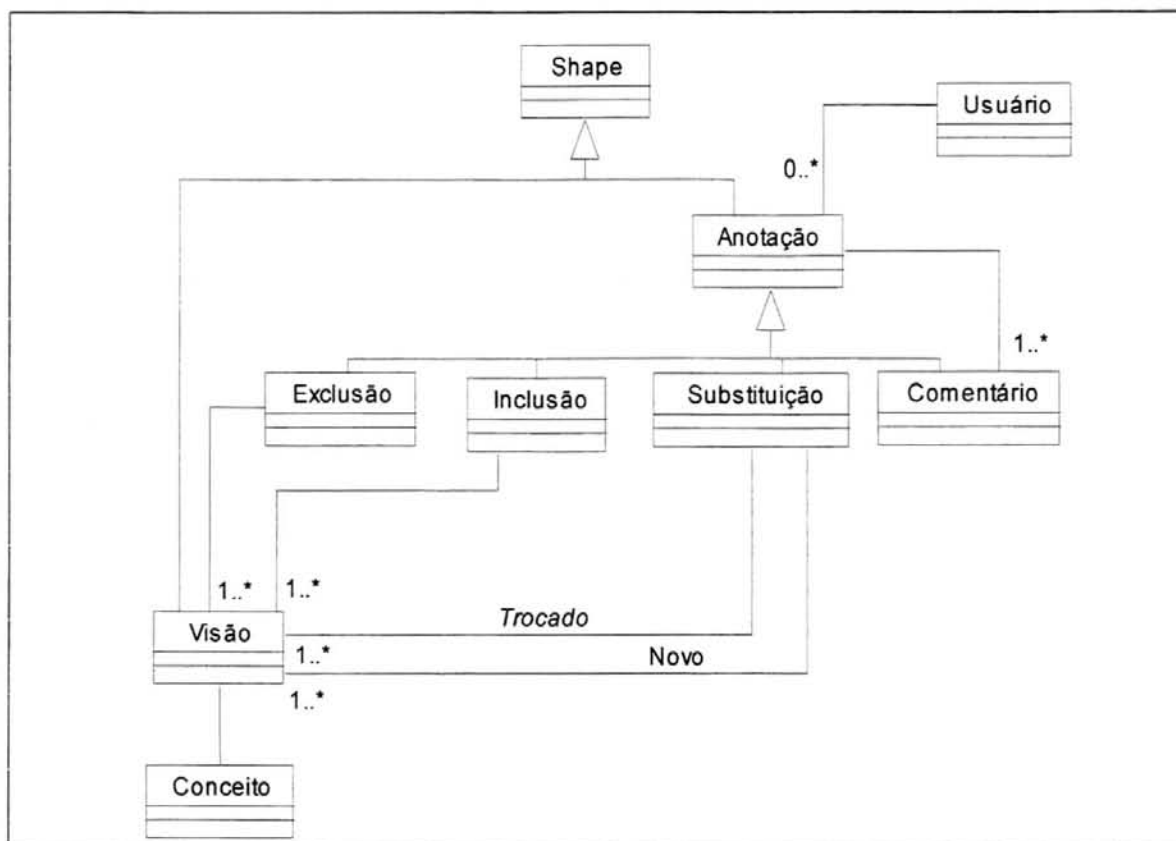 Shape
Usuário
0..*
Anotação
1..*
Exclusão
Inclusão
Substituição
Comentário
1..*
1..*
Visão
Trocado
1..*
Novo
1..*
Conceito